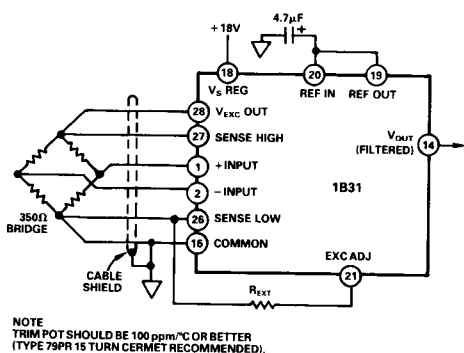 4.7µF
+
+18V
18
20
19
VS REG
REF IN
REF OUT
28
VEXC OUT
27
SENSE HIGH
VOUT
(FILTERED)
14
1
+INPUT
2
−INPUT
1B31
350Ω
BRIDGE
26
SENSE LOW
16
COMMON
EXC ADJ
21
CABLE
SHIELD
REXT
NOTE
TRIM POT SHOULD BE 100 ppm/°C OR BETTER
(TYPE 79PR 15 TURN CERMET RECOMMENDED).